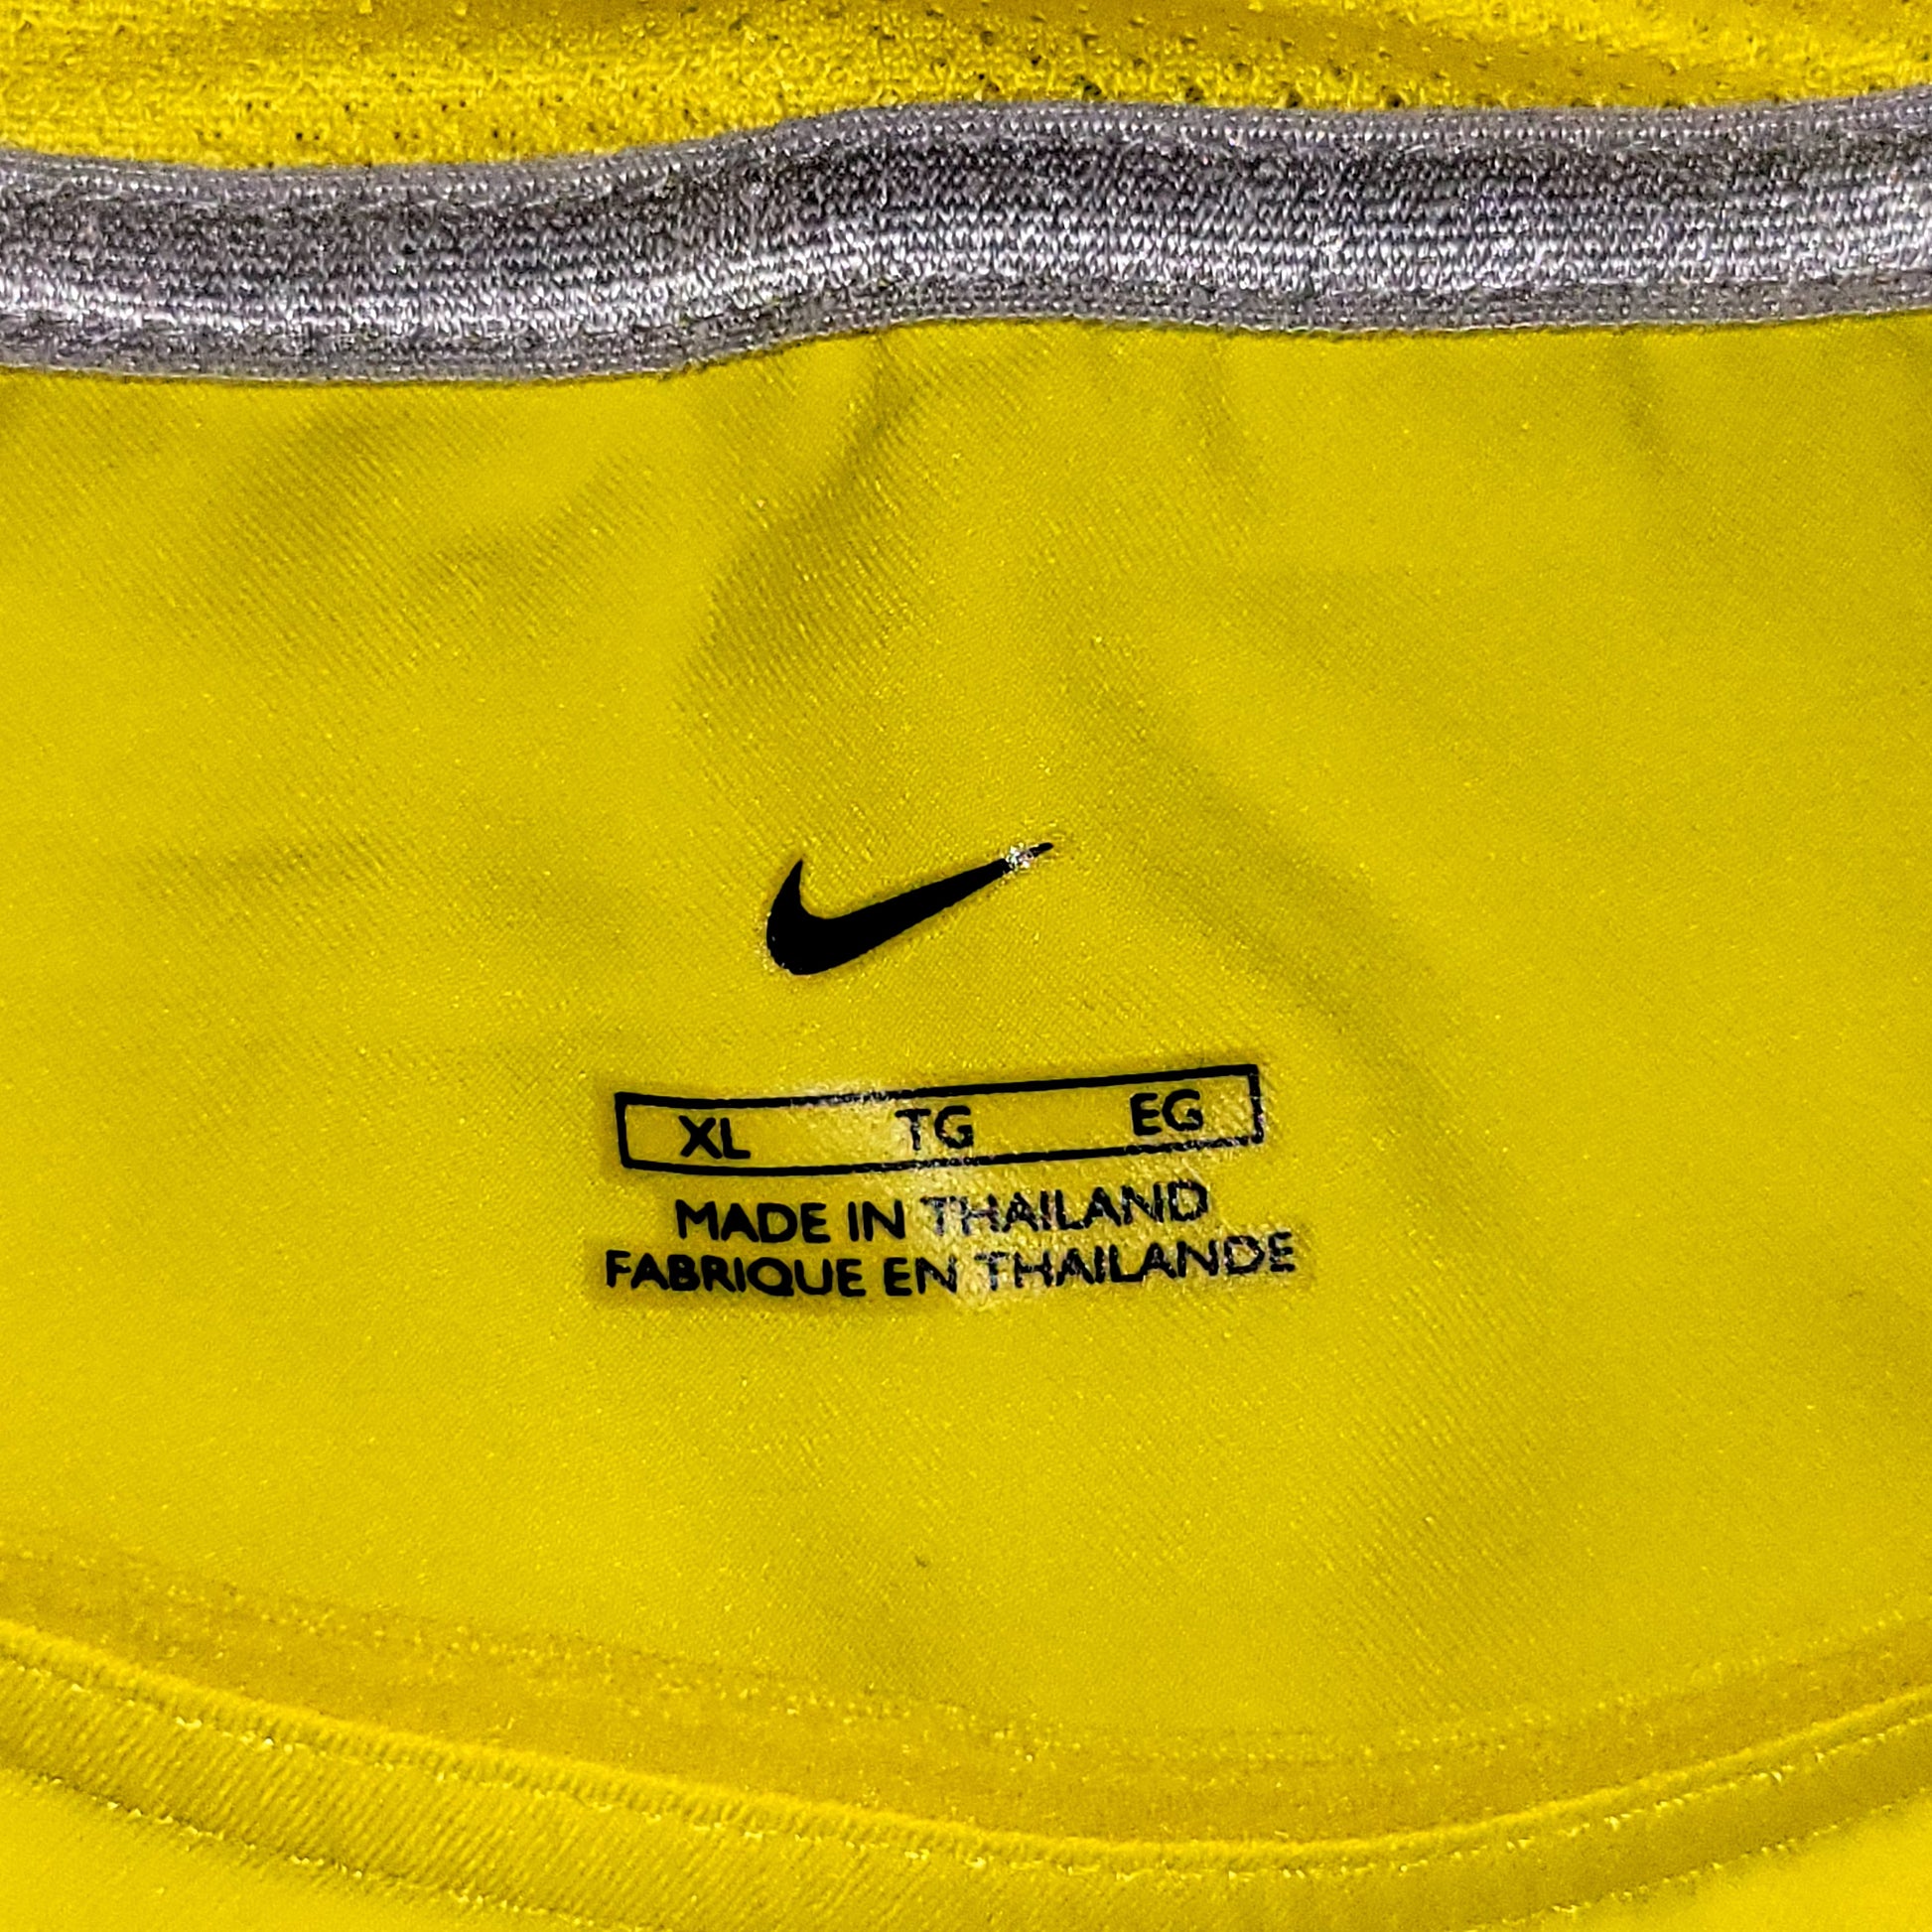 XL TG EG
MADE IN THAILAND
FABRIQUE EN THAILANDE